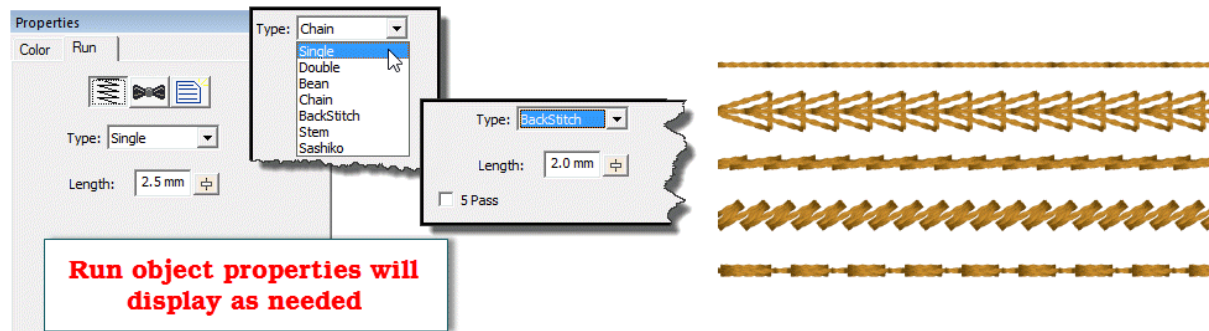 Properties
Color Run
Type: Single
Length: 2.5 mm
Type: Chain
Single
Double
Bean
Chain
BackStitch
Stem
Sashiko
Type: BackStitch
Length: 2.0 mm
5 Pass
Run object properties will
display as needed